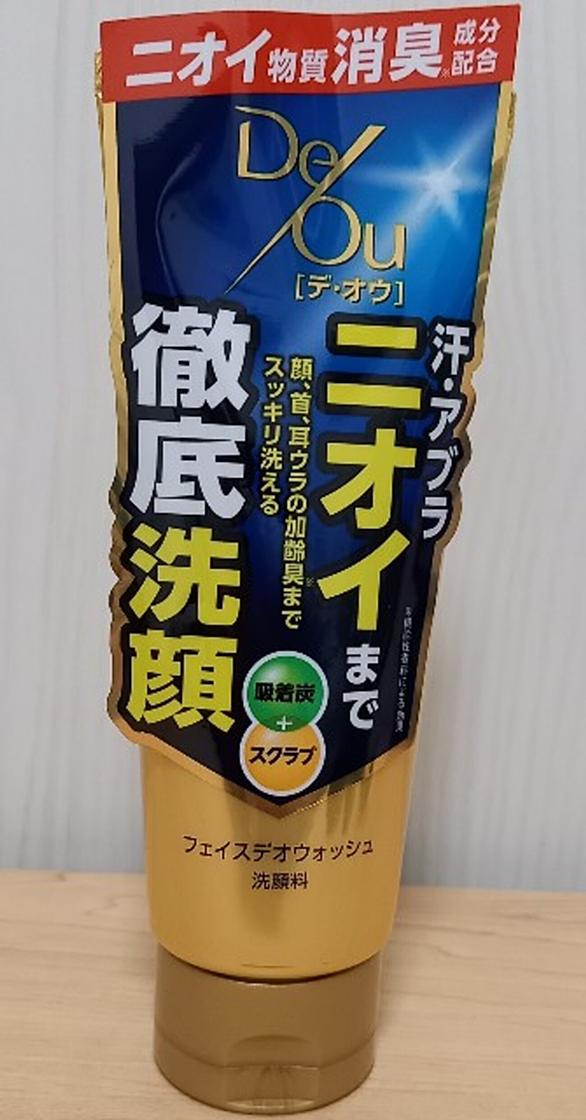 ニオイ物質消臭※成分配合
De/Ou
[デ・オウ]
汗・アブラ
ニオイまで
顔、首、耳ウラの加齢臭まで※
スッキリ洗える
徹底
洗顔
吸着炭
+
スクラブ
フェイスデオウォッシュ
洗顔料